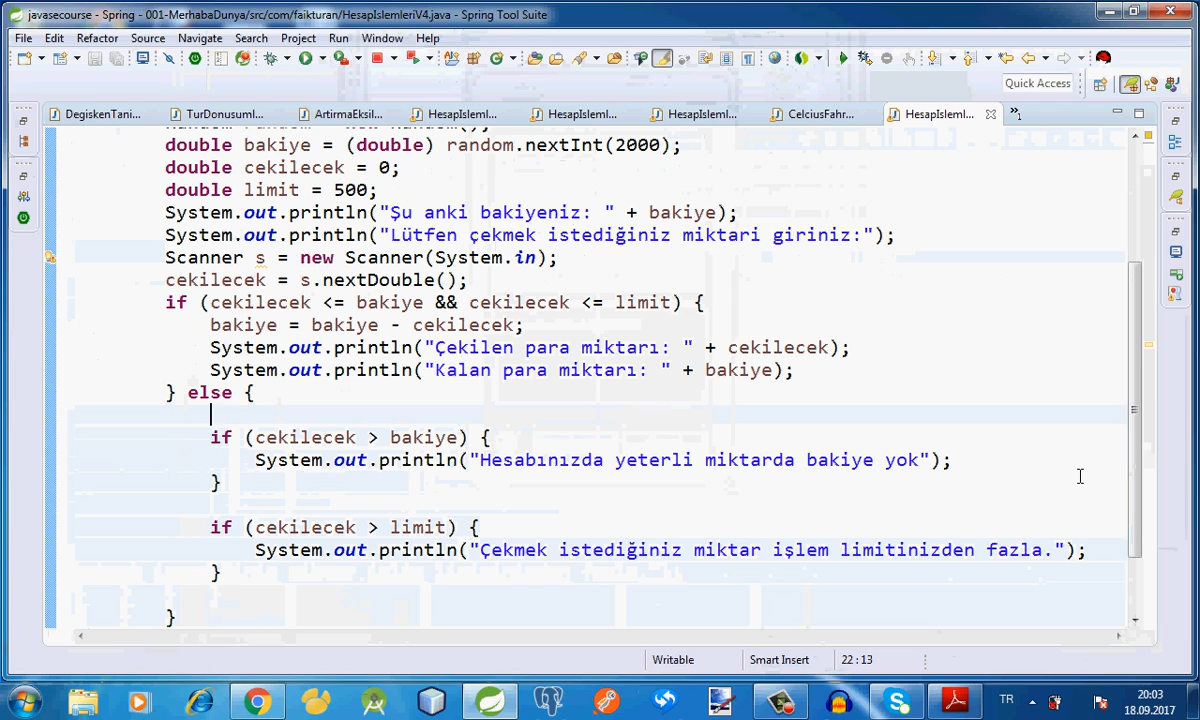 javasecourse - Spring - 001-MerhabaDunya/src/com/faikturan/HesapIslemleriV4.java - Spring Tool Suite
File Edit Refactor Source Navigate Search Project Run Window Help
Quick Access
DegiskenTani... TurDonusuml... ArtirmaEksil... HesapIsleml... HesapIsleml... HesapIsleml... CelciusFahr... HesapIsleml... »1
double bakiye = (double) random.nextInt(2000);
double cekilecek = 0;
double limit = 500;
System.out.println("Şu anki bakiyeniz: " + bakiye);
System.out.println("Lütfen çekmek istediğiniz miktari giriniz:");
Scanner s = new Scanner(System.in);
cekilecek = s.nextDouble();
if (cekilecek <= bakiye && cekilecek <= limit) {
bakiye = bakiye - cekilecek;
System.out.println("Çekilen para miktarı: " + cekilecek);
System.out.println("Kalan para miktarı: " + bakiye);
} else {
if (cekilecek > bakiye) {
System.out.println("Hesabınızda yeterli miktarda bakiye yok");
}
if (cekilecek > limit) {
System.out.println("Çekmek istediğiniz miktar işlem limitinizden fazla.");
}
}
Writable Smart Insert 22 : 13
TR 20:03
18.09.2017